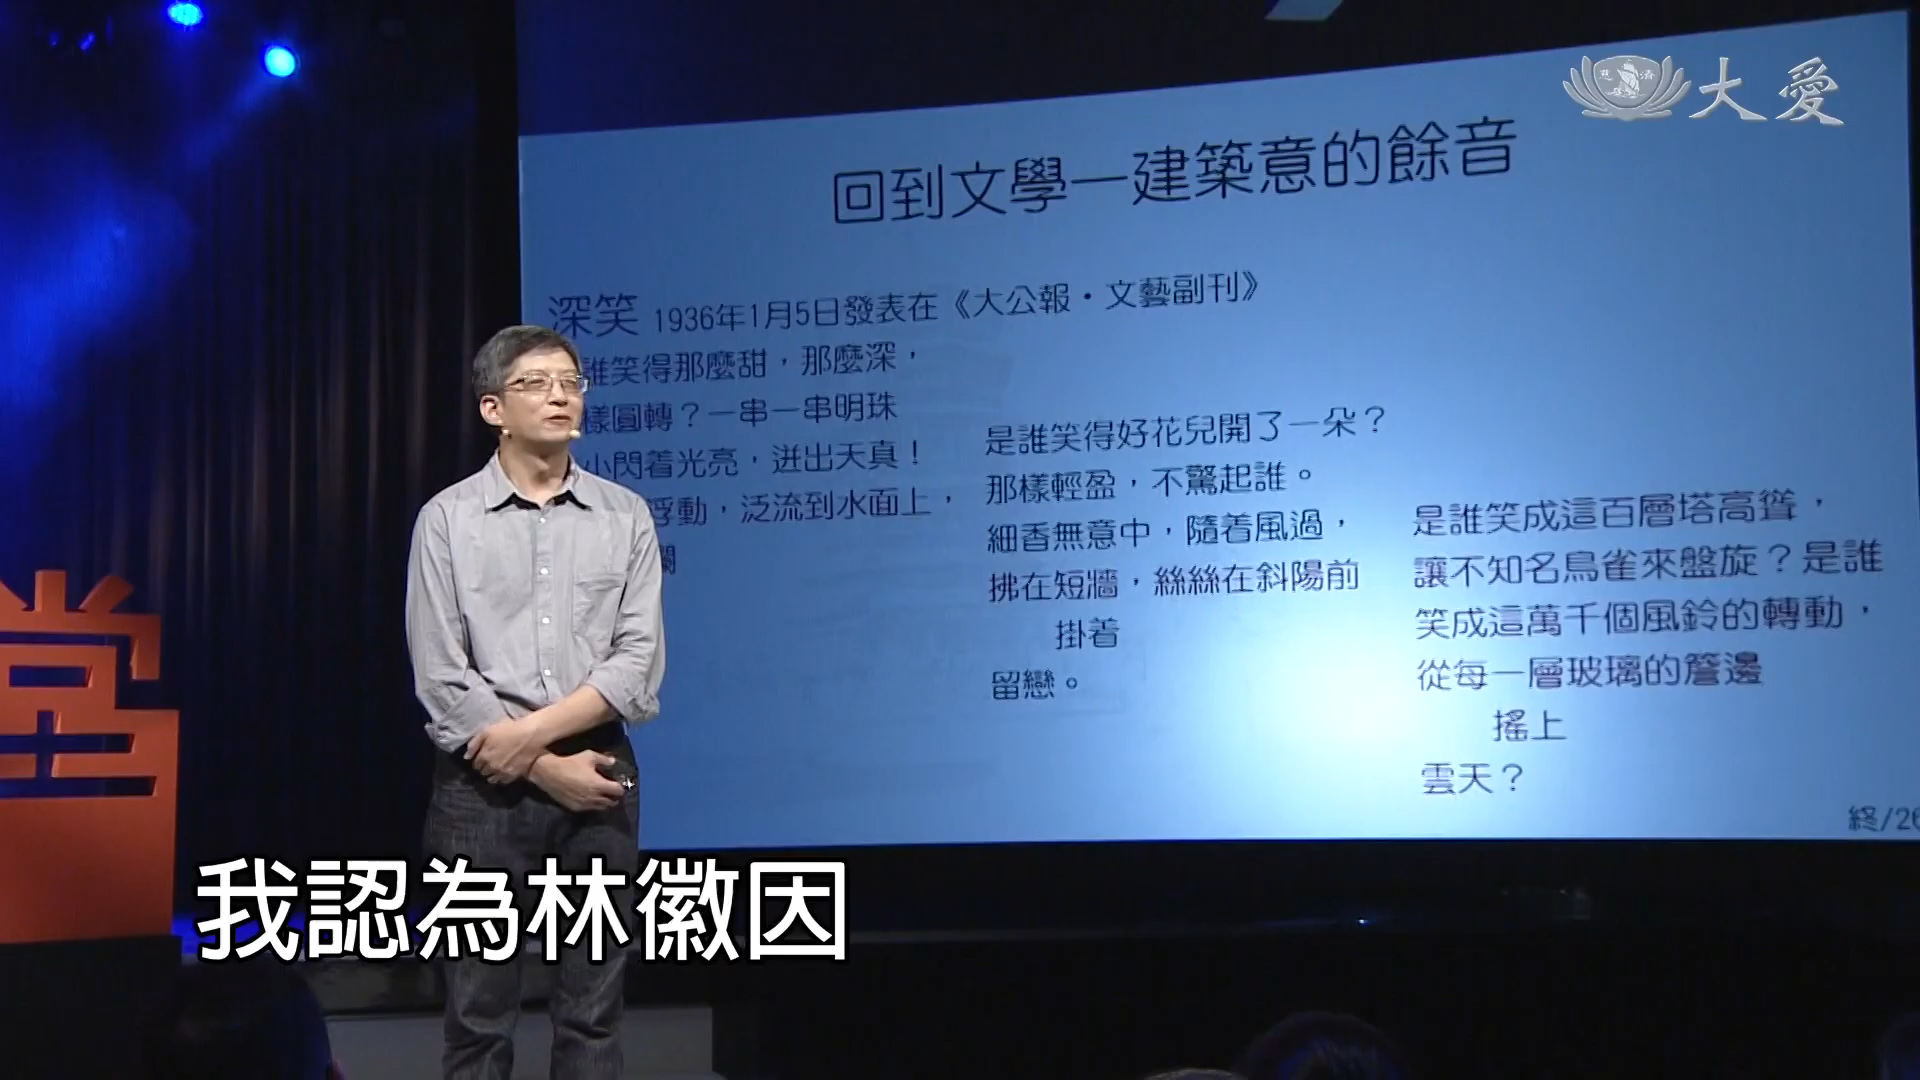 大愛
慈濟
回到文學一建築意的餘音
深笑 1936年1月5日發表在《大公報・文藝副刊》
誰笑得那麼甜，那麼深，
樣圓轉？一串一串明珠
小閃着光亮，迸出天真！
浮動，泛流到水面上，
是誰笑得好花兒開了一朵？
那樣輕盈，不驚起誰。
細香無意中，隨着風過，
拂在短牆，絲絲在斜陽前
掛着
留戀。
是誰笑成這百層塔高聳，
讓不知名鳥雀來盤旋？是誰
笑成這萬千個風鈴的轉動，
從每一層玻璃的簷邊
搖上
雲天？
終/26
堂
我認為林徽因